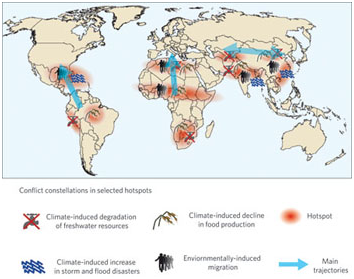 Conflict constellations in selected hotspots
Climate-induced degradation
of freshwater resources
Climate-induced decline
in food production
Hotspot
Climate-induced increase
in storm and flood disasters
Enviornmentally-induced
migration
Main
trajectories